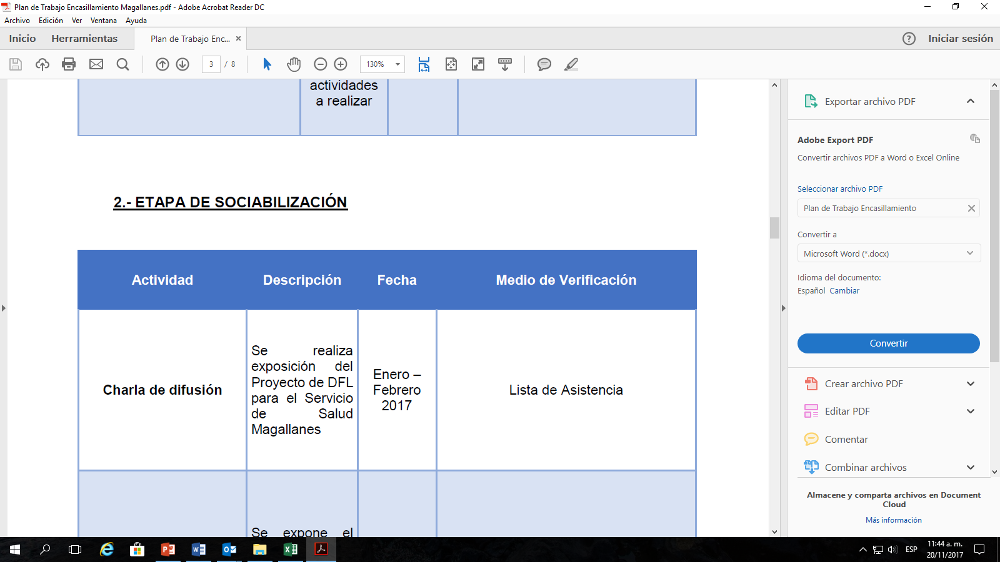 Plan de Trabajo Encasillamiento Magallanes.pdf - Adobe Acrobat Reader DC
Archivo Edición Ver Ventana Ayuda
Inicio Herramientas Plan de Trabajo Enc... × ? Iniciar sesión
3 / 8 130%
actividades
a realizar
2.- ETAPA DE SOCIABILIZACIÓN
Actividad Descripción Fecha Medio de Verificación
Charla de difusión
Se realiza
exposición del
Proyecto de DFL
para el Servicio
de Salud
Magallanes
Enero –
Febrero
2017
Lista de Asistencia
Se expone el
Exportar archivo PDF
Adobe Export PDF
Convertir archivos PDF a Word o Excel Online
Seleccionar archivo PDF
Plan de Trabajo Encasillamiento
Convertir a
Microsoft Word (*.docx)
Idioma del documento:
Español Cambiar
Convertir
Crear archivo PDF
Editar PDF
Comentar
Combinar archivos
Almacene y comparta archivos en Document
Cloud
Más información
ESP
11:44 a. m.
20/11/2017